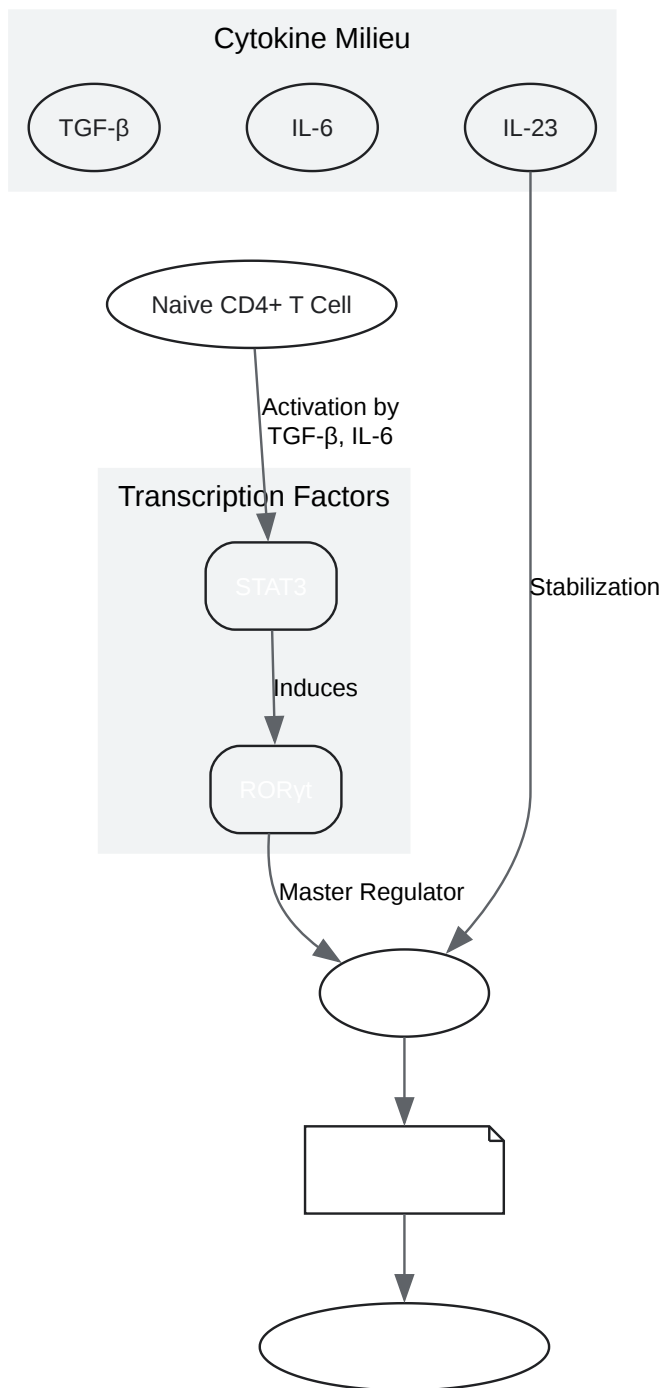 Cytokine Milieu
TGF-β
IL-6
IL-23
Naive CD4+ T Cell
Activation by
TGF-β, IL-6
Transcription Factors
STAT3
Stabilization
Induces
RORγt
Master Regulator